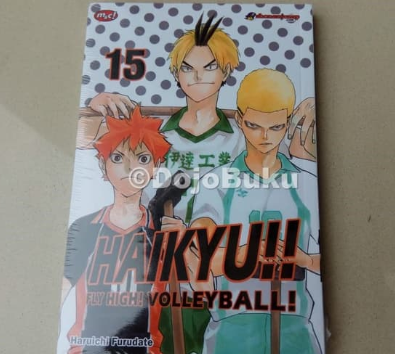 m&c!
15
伊達工業
©DojoBuku
HAIKYU!!
FLY HIGH! VOLLEYBALL!
Haruichi Furudate